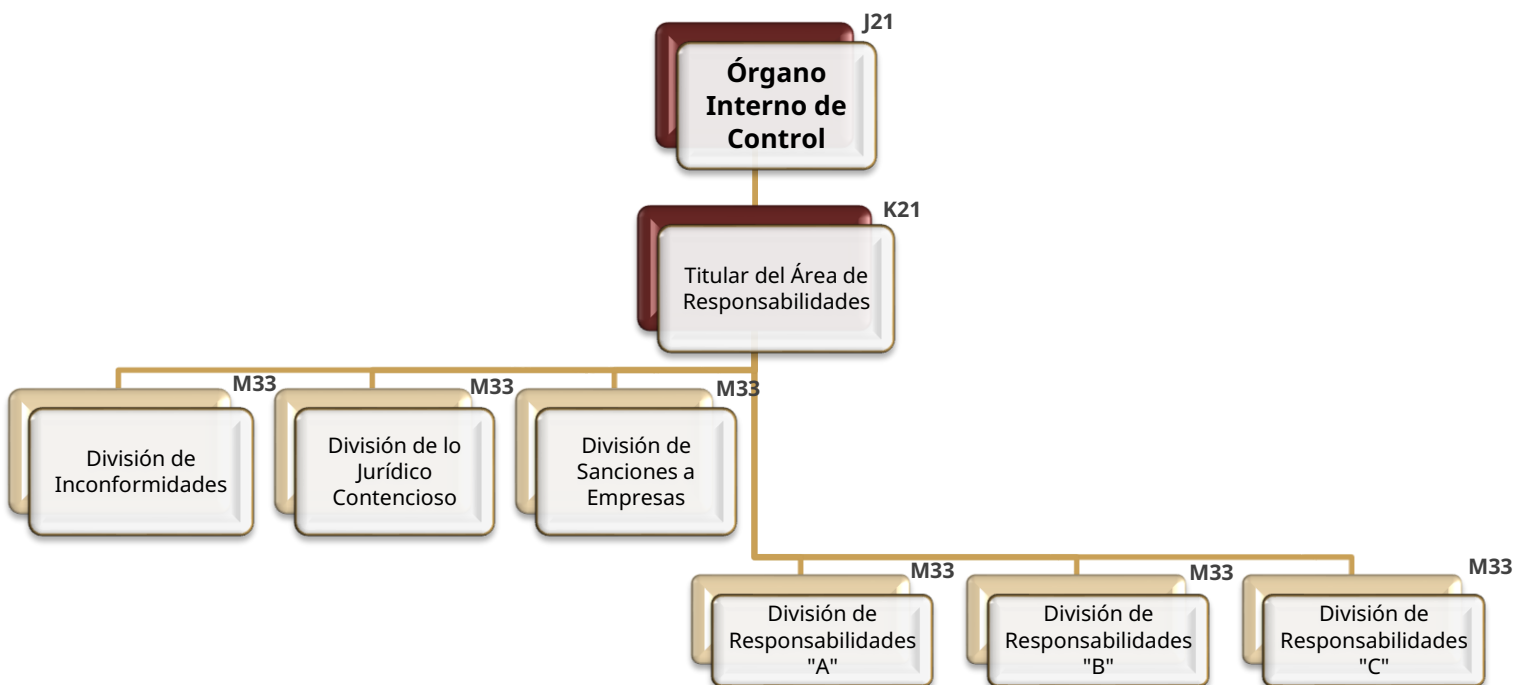 J21
Órgano
Interno de
Control
K21
Titular del Área de
Responsabilidades
M33
División de
Inconformidades
M33
División de lo
Jurídico
Contencioso
M33
División de
Sanciones a
Empresas
M33
División de
Responsabilidades
"A"
M33
División de
Responsabilidades
"B"
M33
División de
Responsabilidades
"C"